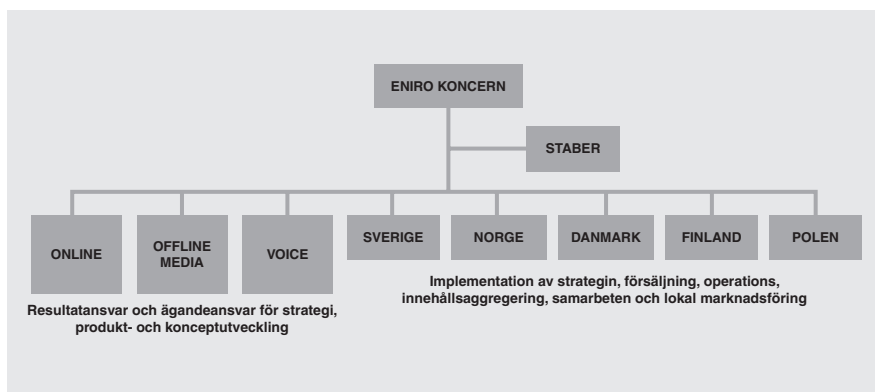 ENIRO KONCERN
STABER
ONLINE
OFFLINE
MEDIA
VOICE
SVERIGE
NORGE
DANMARK
FINLAND
POLEN
Resultatansvar och ägandeansvar för strategi,
produkt- och konceptutveckling
Implementation av strategin, försäljning, operations,
innehållsaggregering, samarbeten och lokal marknadsföring